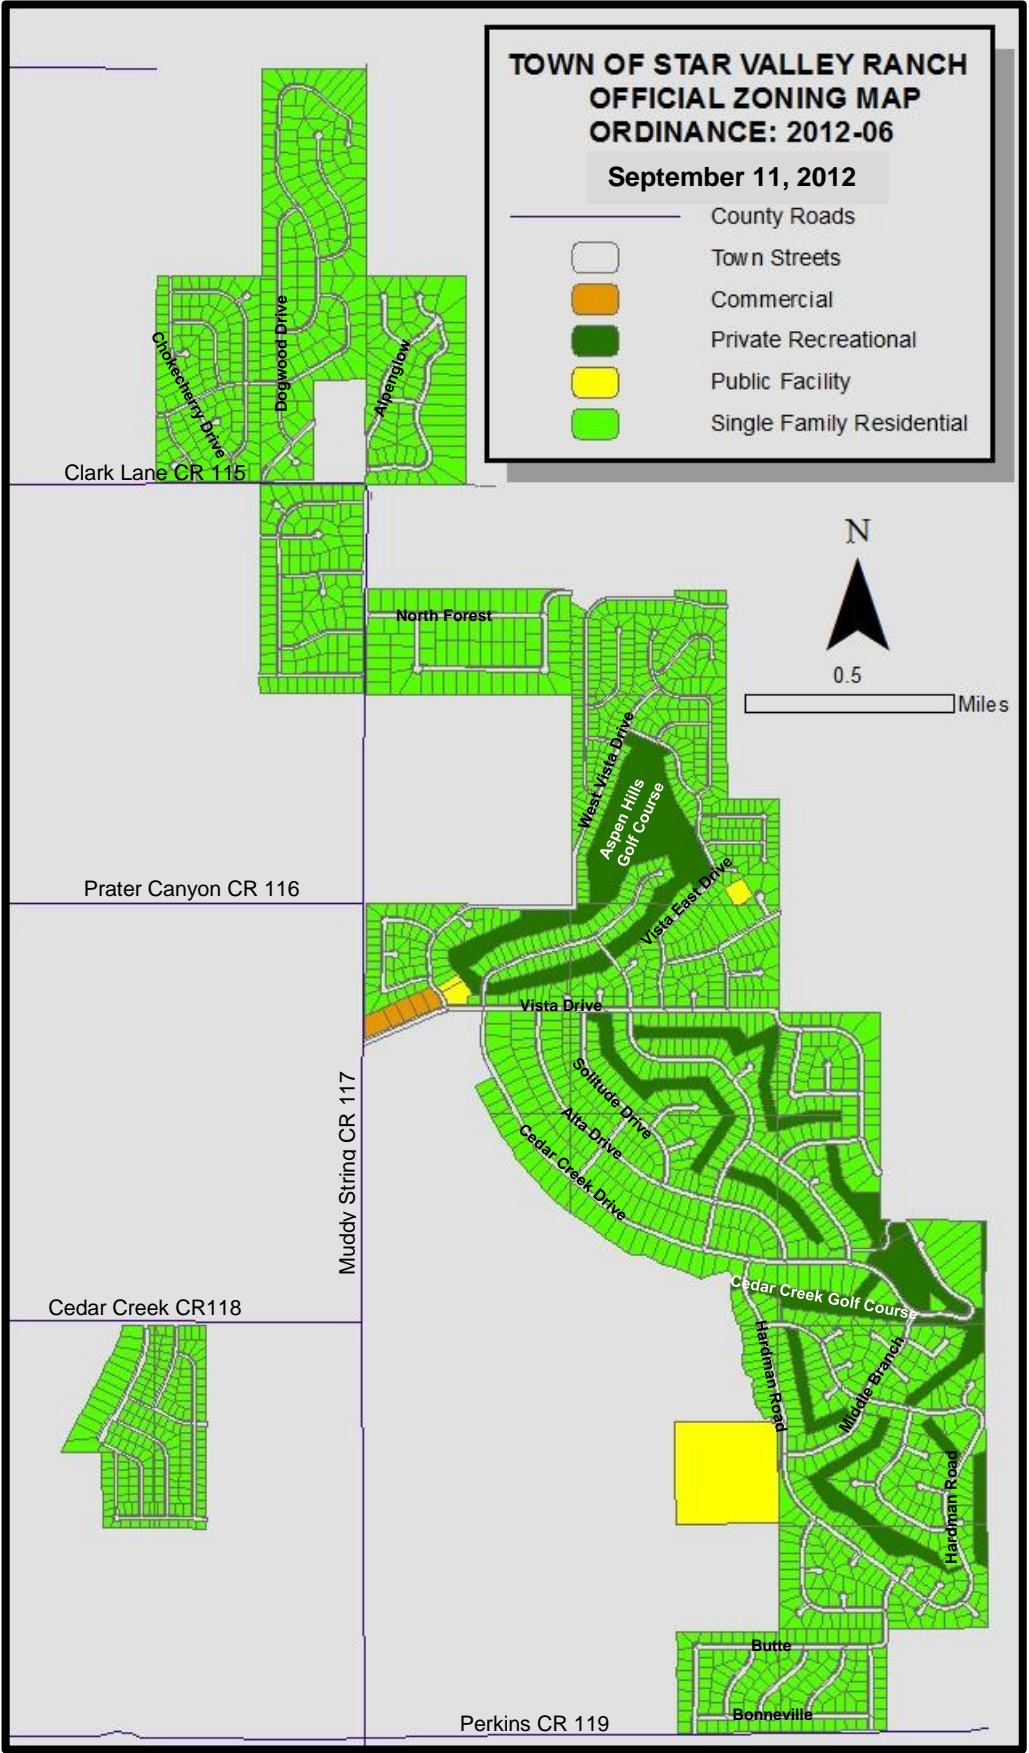 TOWN OF STAR VALLEY RANCH
OFFICIAL ZONING MAP
ORDINANCE: 2012-06
September 11, 2012
County Roads
Town Streets
Commercial
Private Recreational
Public Facility
Single Family Residential
Chokecherry Drive
Dogwood Drive
Alpenglow
Clark Lane CR 115
N
0.5
Miles
North Forest
West Vista Drive
Aspen Hills
Golf Course
Vista East Drive
Prater Canyon CR 116
Vista Drive
Solitude Drive
Alta Drive
Cedar Creek Drive
Muddy String CR 117
Cedar Creek Golf Course
Cedar Creek CR118
Hardman Road
Middle Branch
Hardman Road
Butte
Bonneville
Perkins CR 119